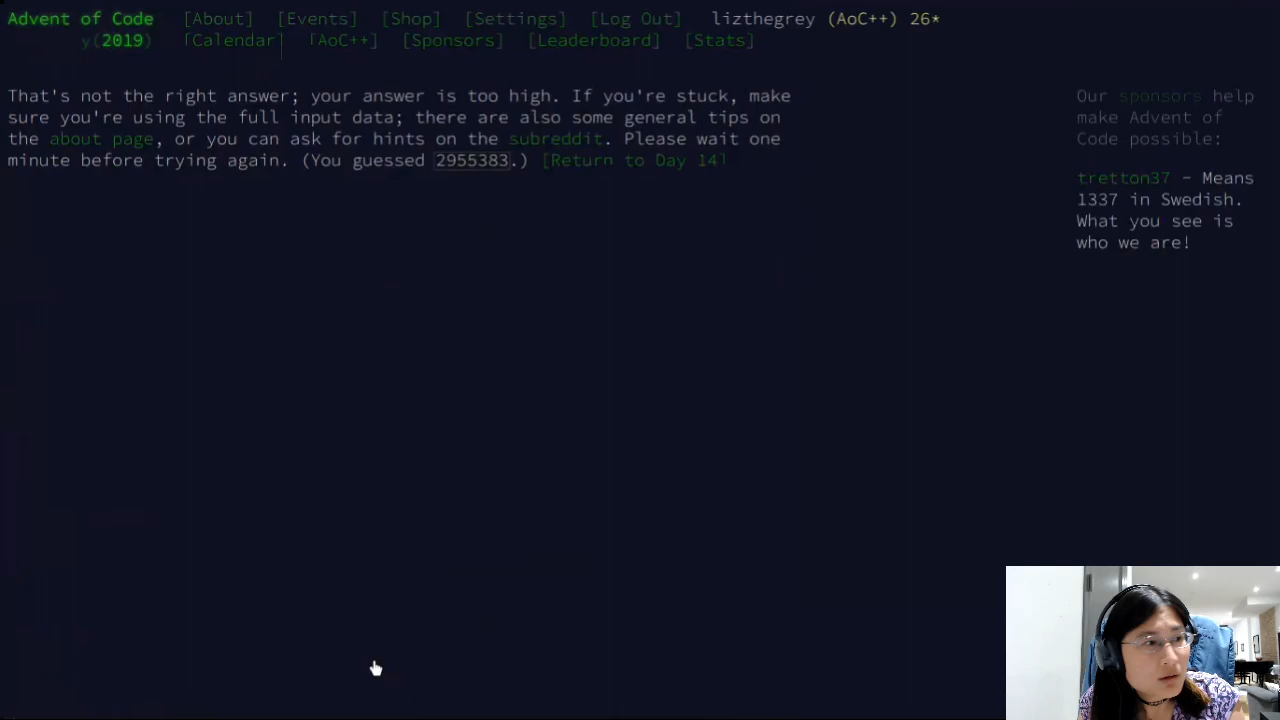 Advent of Code [About] [Events] [Shop] [Settings] [Log Out] lizthegrey (AoC++) 26*
y(2019) [Calendar] [AoC++] [Sponsors] [Leaderboard] [Stats]
That's not the right answer; your answer is too high. If you're stuck, make
sure you're using the full input data; there are also some general tips on
the about page, or you can ask for hints on the subreddit. Please wait one
minute before trying again. (You guessed 2955383.) [Return to Day 14]
Our sponsors help
make Advent of
Code possible:
tretton37 - Means
1337 in Swedish.
What you see is
who we are!